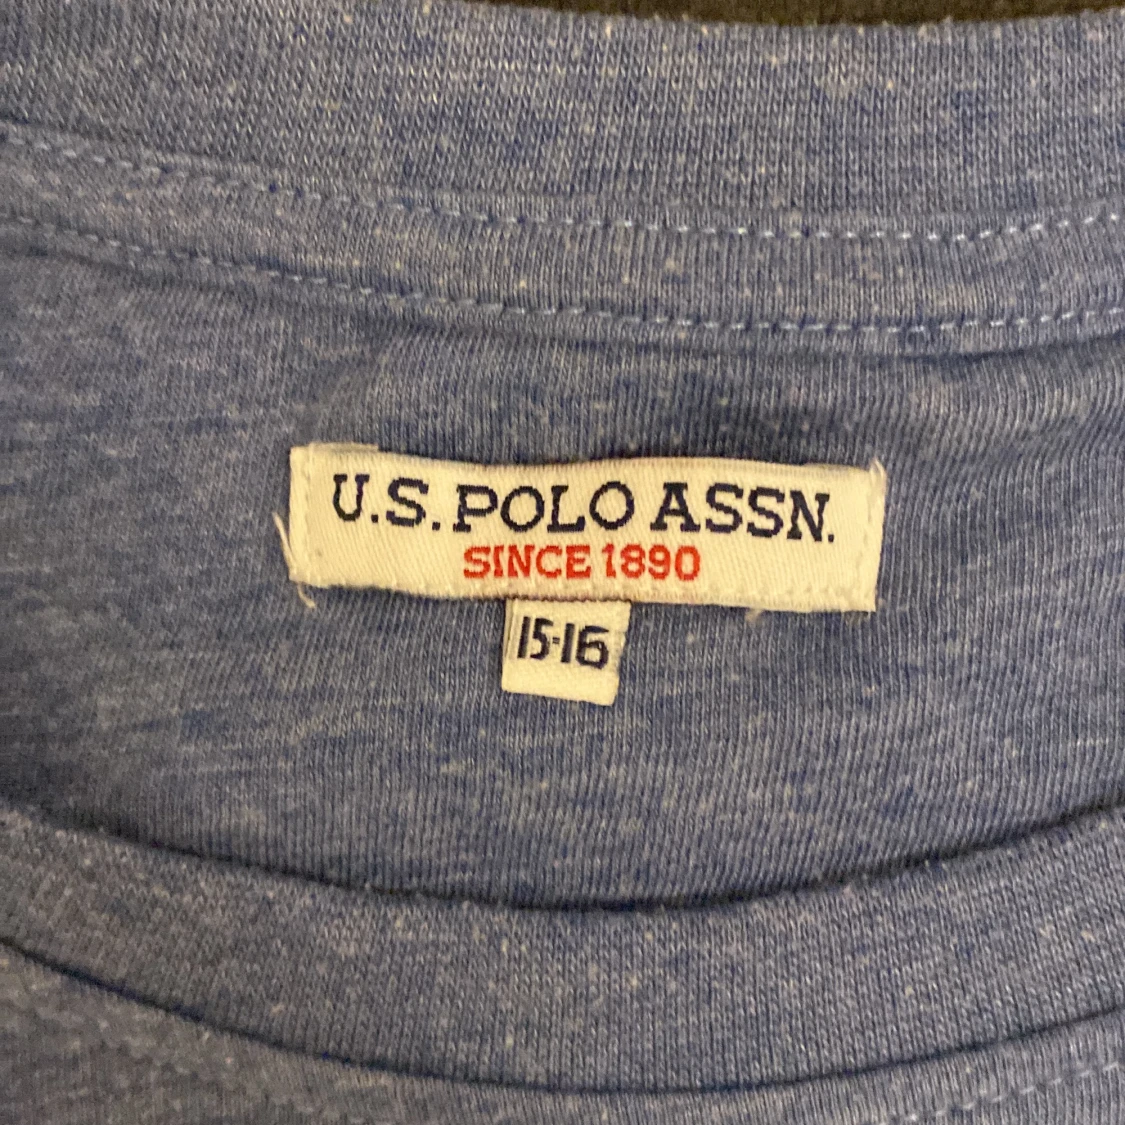 U.S. POLO ASSN.
SINCE 1890
15-16